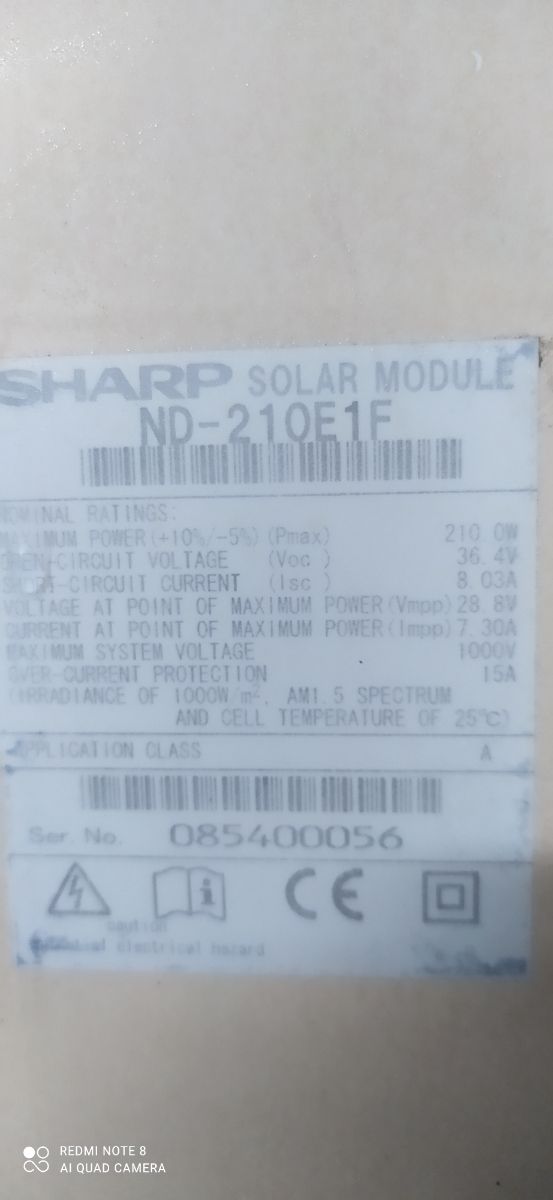 SHARP SOLAR MODULE
ND-210E1F
NOMINAL RATINGS:
MAXIMUM POWER (+10%/-5%) (Pmax) 210.0W
OPEN-CIRCUIT VOLTAGE (Voc ) 36.4V
SHORT-CIRCUIT CURRENT (Isc ) 8.03A
VOLTAGE AT POINT OF MAXIMUM POWER (Vmpp) 28.8V
CURRENT AT POINT OF MAXIMUM POWER (Impp) 7.30A
MAXIMUM SYSTEM VOLTAGE 1000V
OVER-CURRENT PROTECTION 15A
(IRRADIANCE OF 1000W/m², AM1.5 SPECTRUM
AND CELL TEMPERATURE OF 25℃)
APPLICATION CLASS A
Ser. No. 085400056
CE
caution
electrical hazard
REDMI NOTE 8
AI QUAD CAMERA